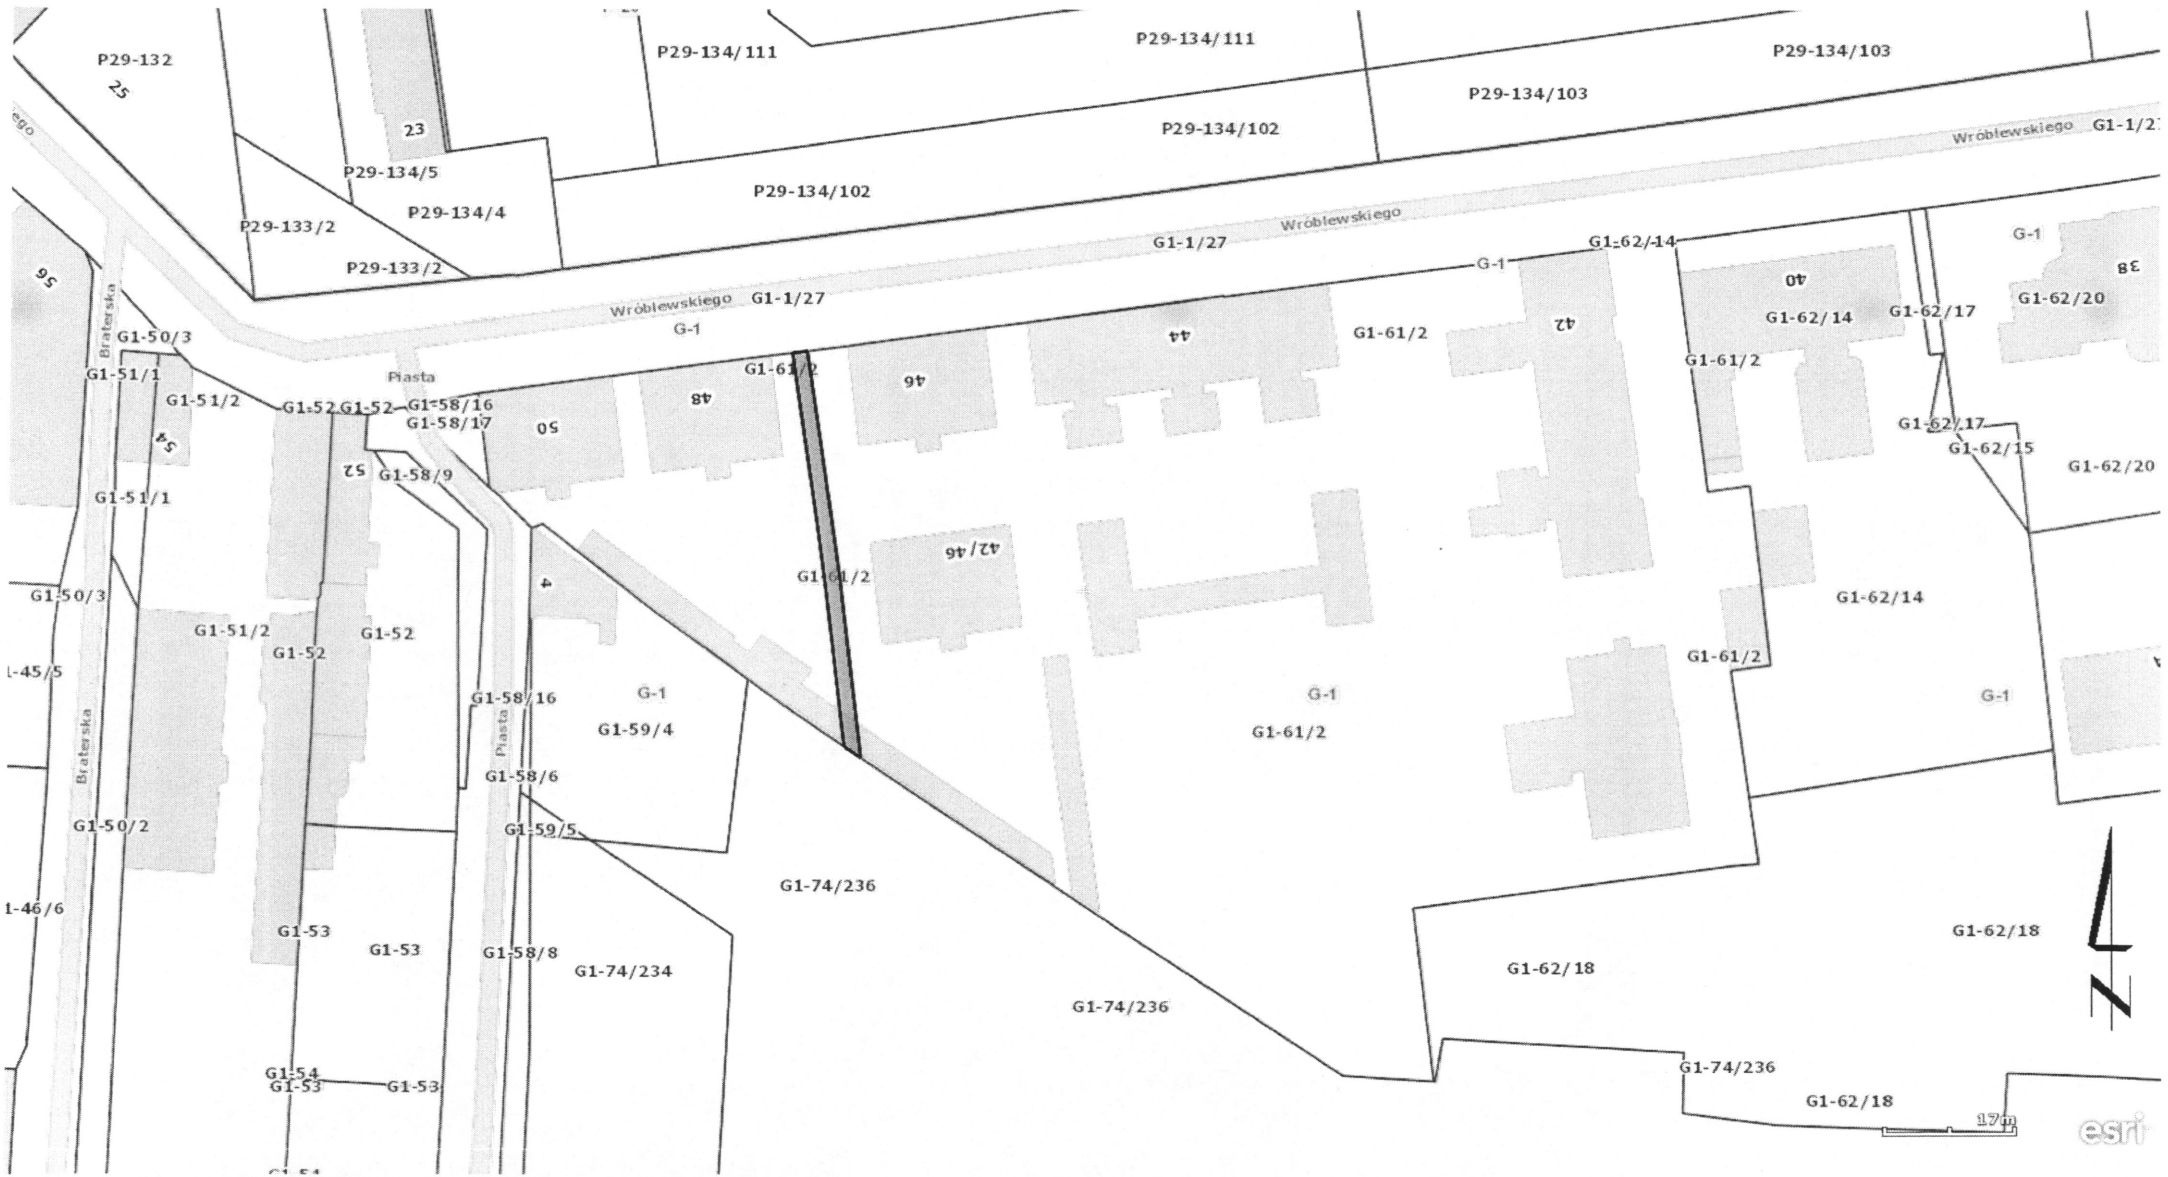 P29-132
25
P29-134/111
P29-134/111
P29-134/103
P29-134/103
23
P29-134/102
Wróblewskiego
G1-1/27
ego
P29-134/5
P29-134/102
P29-134/4
P29-133/2
Wróblewskiego
G1-1/27
G1-62/14
G-1
P29-133/2
G-1
38
56
40
G1-62/20
Wróblewskiego
G1-1/27
G-1
Braterska
G1-50/3
44
G1-61/2
42
G1-62/14
G1-62/17
G1-51/1
Piasta
G1-61/2
G1-61/2
46
48
G1-51/2
G1-52
G1-52
G1-58/16
G1-58/17
50
54
G1-62/17
G1-62/15
52
G1-58/9
G1-62/20
G1-51/1
42/46
4
G1-61/2
G1-50/3
G1-62/14
G1-51/2
G1-52
G1-52
G1-61/2
1-45/5
G1-58/16
G-1
G1-59/4
G-1
G1-61/2
G-1
Braterska
Piasta
G1-58/6
G1-50/2
G1-59/5
G1-74/236
1-46/6
G1-53
G1-53
G1-58/8
G1-74/234
G1-62/18
G1-62/18
G1-74/236
N
G1-54
G1-53
G1-53
G1-74/236
G1-62/18
17m
esri